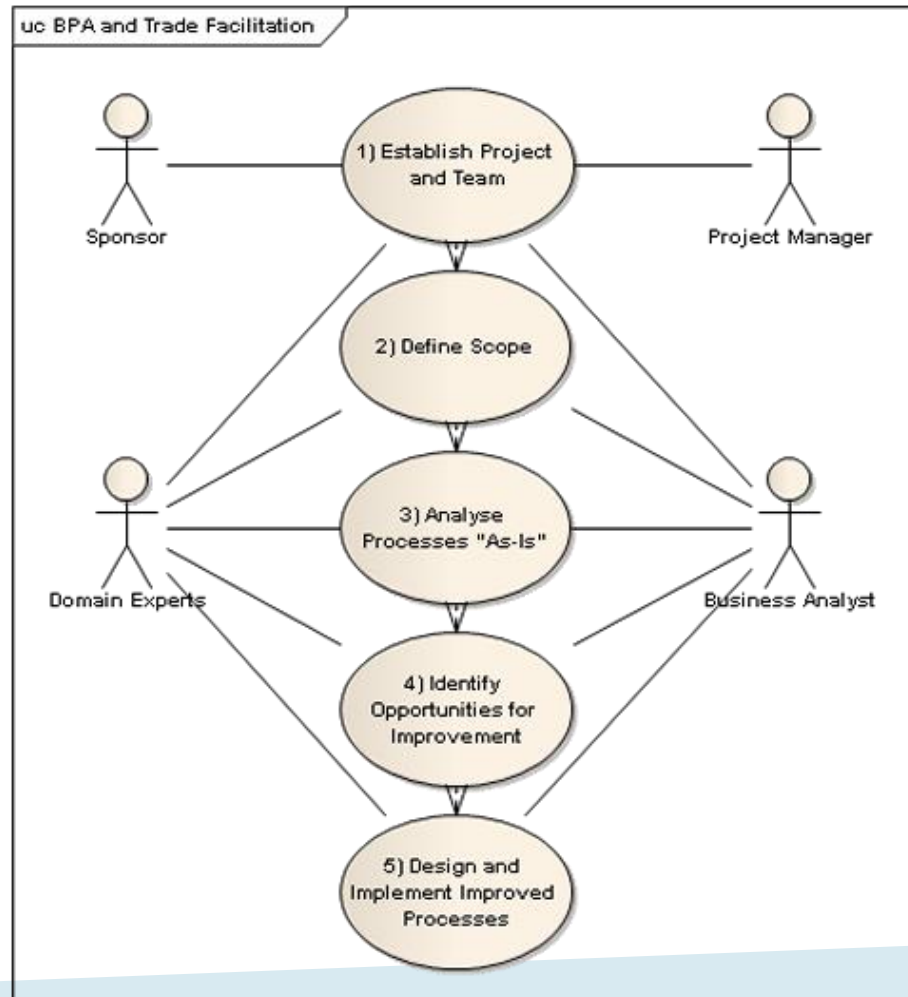 uc BPA and Trade Facilitation
1) Establish Project
and Team
Sponsor
Project Manager
2) Define Scope
3) Analyse
Processes "As-Is"
Domain Experts
Business Analyst
4) Identify
Opportunities for
Improvement
5) Design and
Implement Improved
Processes